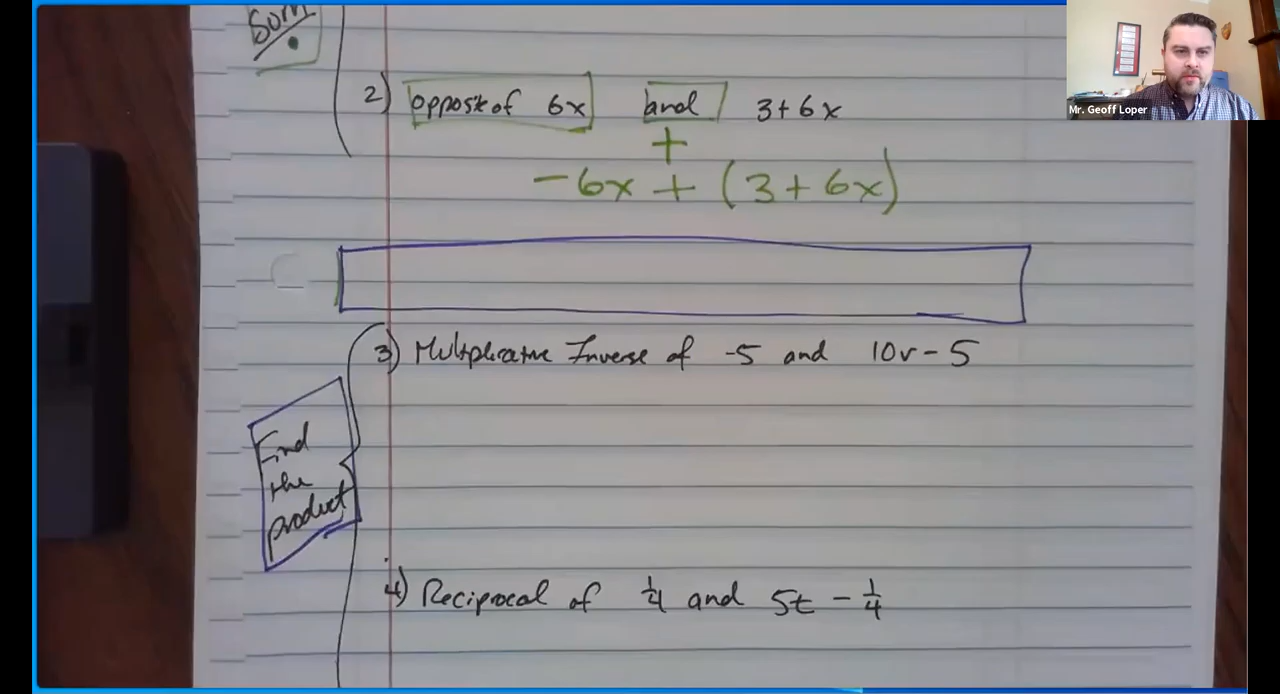 Sum
2) opposite of 6x and 3+6x
+
-6x + (3+6x)
3) Multiplicative Inverse of -5 and 10v - 5
Find
the
product
4) Reciprocal of 1/4 and 5t - 1/4
Mr. Geoff Loper